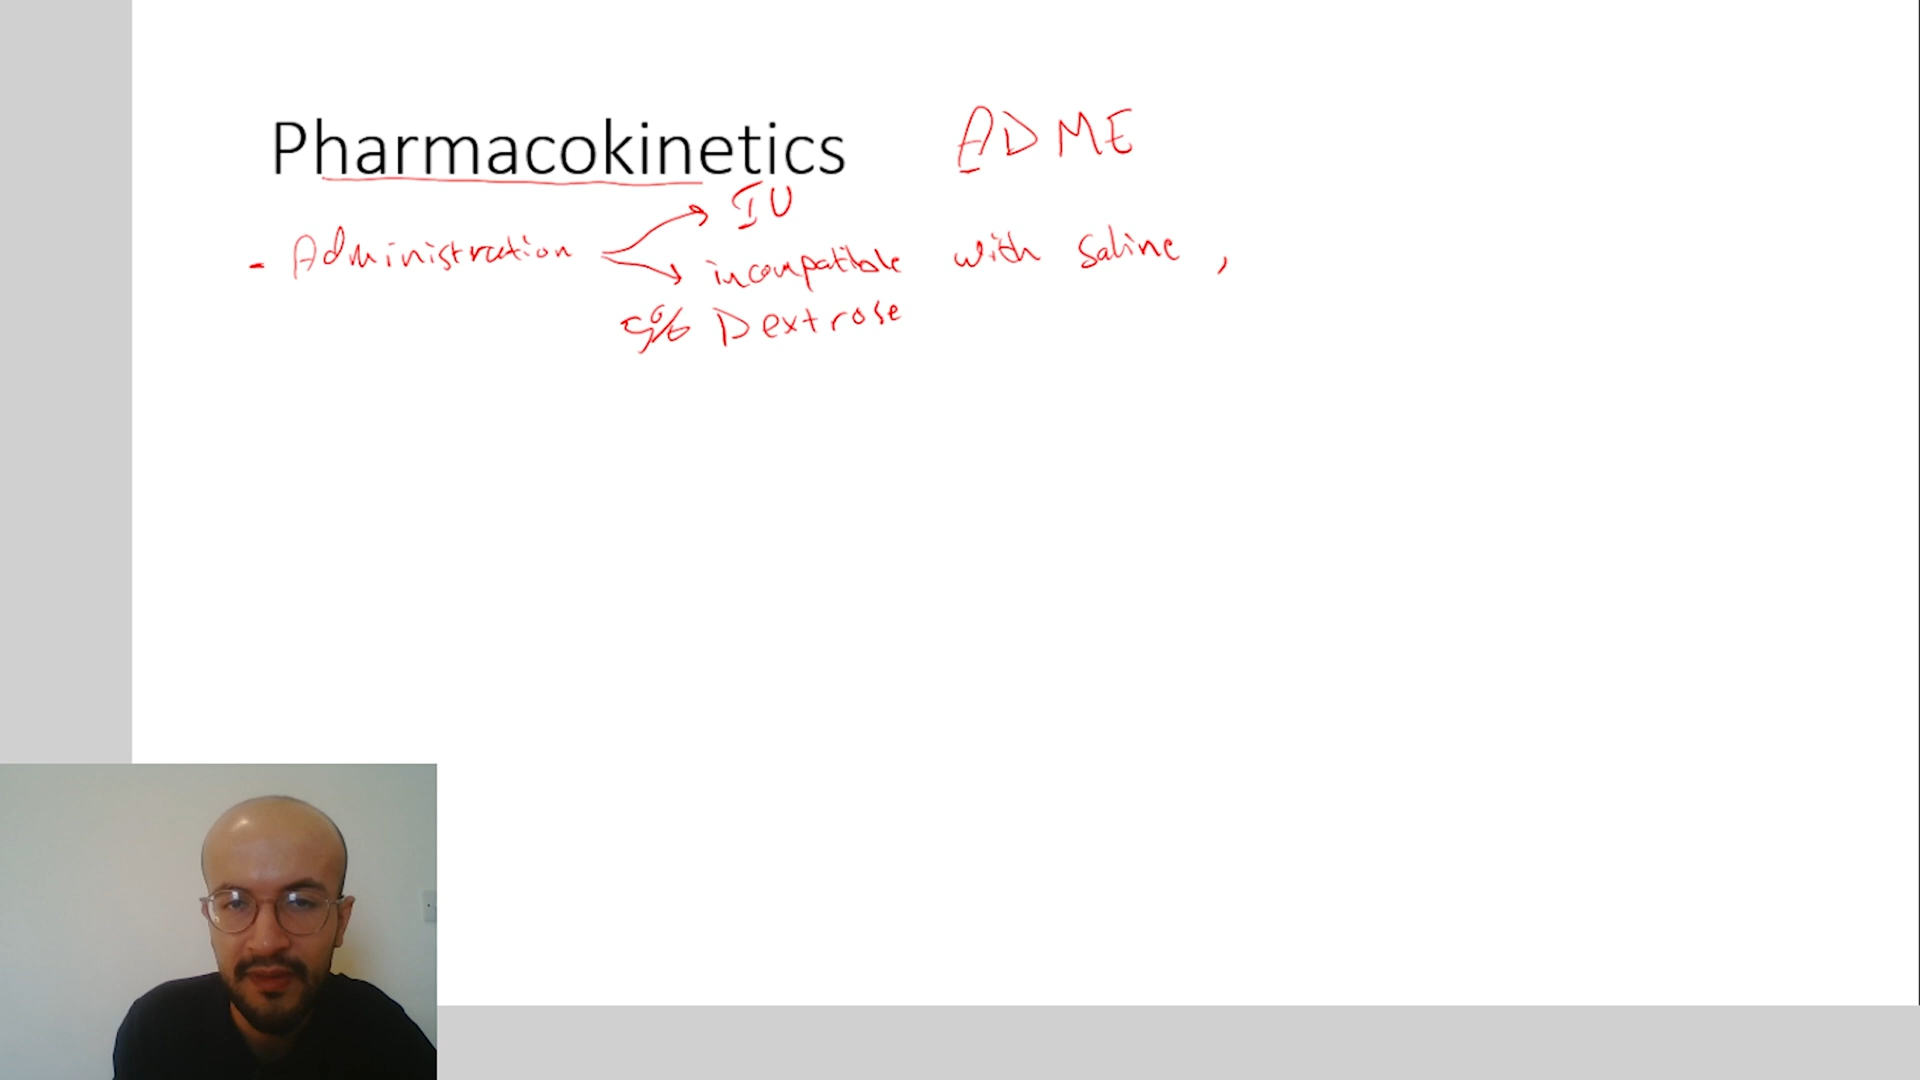 Pharmacokinetics ADME
- Administration → IV
→ incompatible with saline ,
5% Dextrose